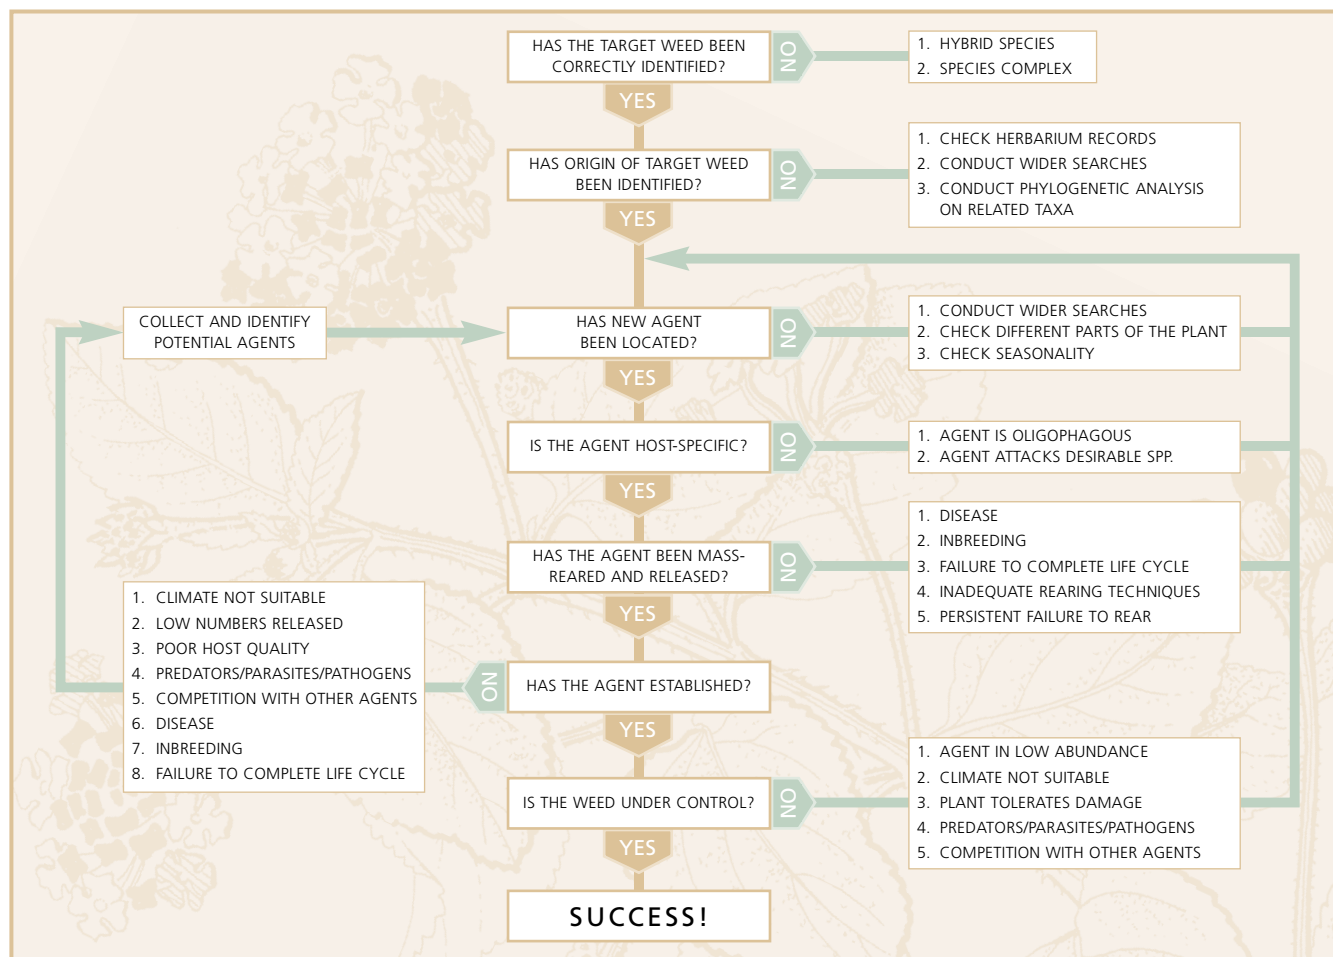 HAS THE TARGET WEED BEEN
CORRECTLY IDENTIFIED?
NO
1. HYBRID SPECIES
2. SPECIES COMPLEX
YES
HAS ORIGIN OF TARGET WEED
BEEN IDENTIFIED?
NO
1. CHECK HERBARIUM RECORDS
2. CONDUCT WIDER SEARCHES
3. CONDUCT PHYLOGENETIC ANALYSIS
ON RELATED TAXA
YES
COLLECT AND IDENTIFY
POTENTIAL AGENTS
HAS NEW AGENT
BEEN LOCATED?
NO
1. CONDUCT WIDER SEARCHES
2. CHECK DIFFERENT PARTS OF THE PLANT
3. CHECK SEASONALITY
YES
IS THE AGENT HOST-SPECIFIC?
NO
1. AGENT IS OLIGOPHAGOUS
2. AGENT ATTACKS DESIRABLE SPP.
YES
HAS THE AGENT BEEN MASS-
REARED AND RELEASED?
NO
1. DISEASE
2. INBREEDING
3. FAILURE TO COMPLETE LIFE CYCLE
4. INADEQUATE REARING TECHNIQUES
5. PERSISTENT FAILURE TO REAR
YES
HAS THE AGENT ESTABLISHED?
NO
1. CLIMATE NOT SUITABLE
2. LOW NUMBERS RELEASED
3. POOR HOST QUALITY
4. PREDATORS/PARASITES/PATHOGENS
5. COMPETITION WITH OTHER AGENTS
6. DISEASE
7. INBREEDING
8. FAILURE TO COMPLETE LIFE CYCLE
YES
IS THE WEED UNDER CONTROL?
NO
1. AGENT IN LOW ABUNDANCE
2. CLIMATE NOT SUITABLE
3. PLANT TOLERATES DAMAGE
4. PREDATORS/PARASITES/PATHOGENS
5. COMPETITION WITH OTHER AGENTS
YES
SUCCESS!